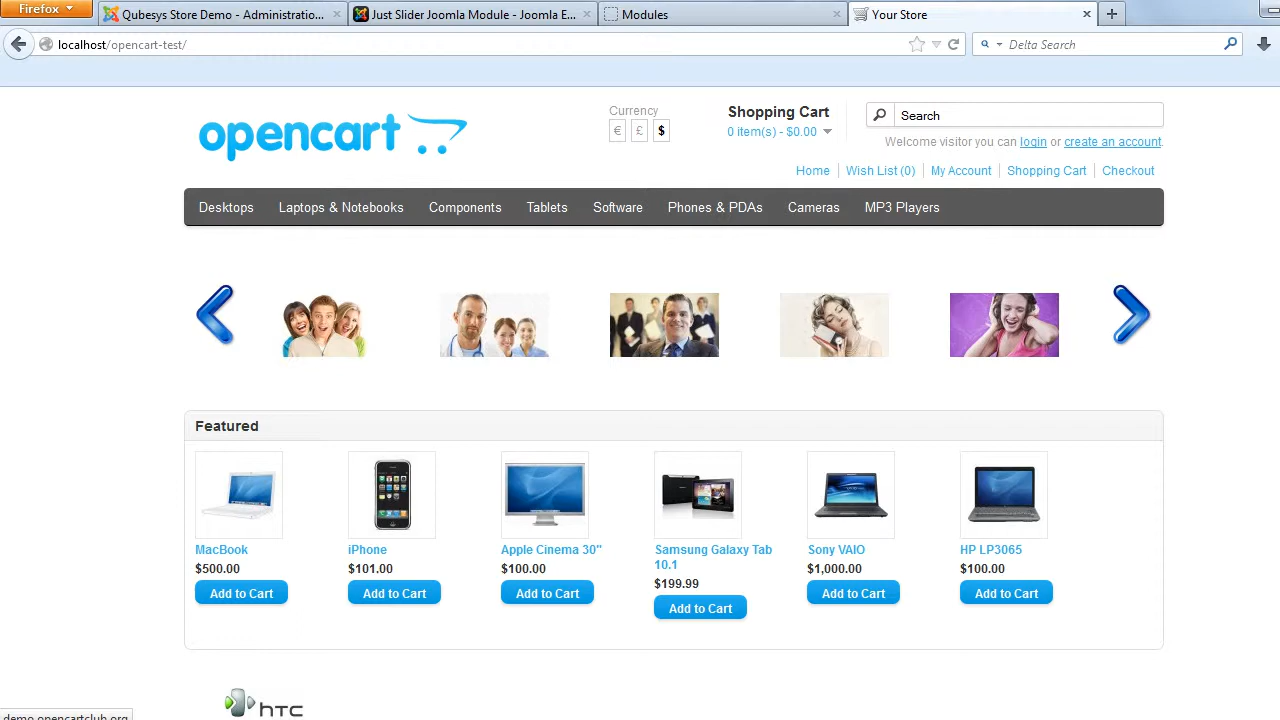 Firefox
Qubesys Store Demo - Administratio...
Just Slider Joomla Module - Joomla E...
Modules
Your Store
localhost/opencart-test/
Delta Search
opencart
Currency
€ £ $
Shopping Cart
0 item(s) - $0.00
Search
Welcome visitor you can login or create an account.
Home Wish List (0) My Account Shopping Cart Checkout
Desktops Laptops & Notebooks Components Tablets Software Phones & PDAs Cameras MP3 Players
Featured
MacBook
$500.00
Add to Cart
iPhone
$101.00
Add to Cart
Apple Cinema 30"
$100.00
Add to Cart
Samsung Galaxy Tab
10.1
$199.99
Add to Cart
Sony VAIO
$1,000.00
Add to Cart
HP LP3065
$100.00
Add to Cart
hTC
demo.opencartclub.org